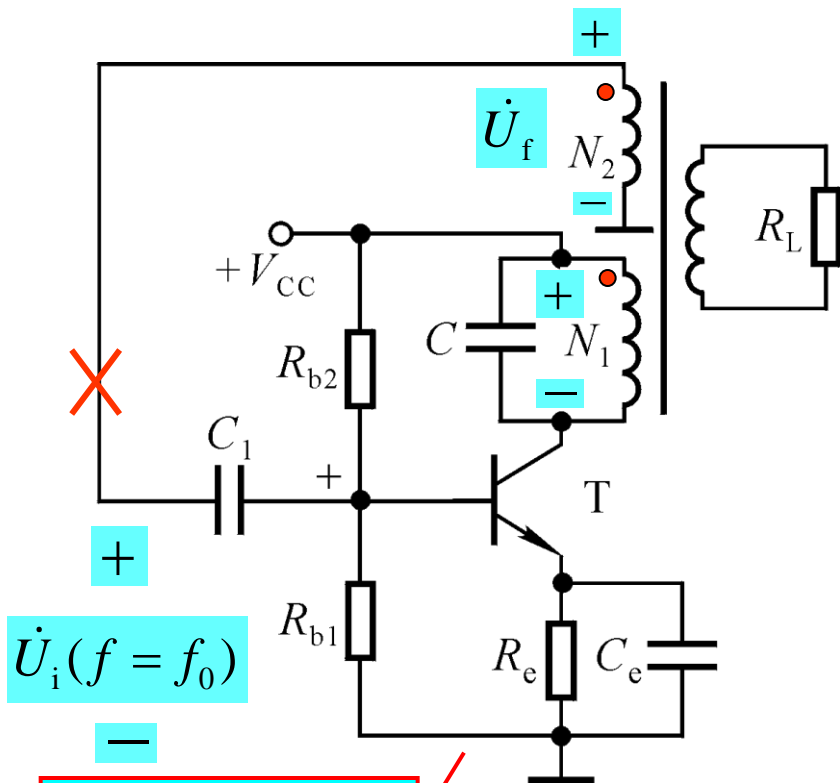 +
U̇f
N2
−
+VCC
RL
+
C
N1
Rb2
−
C1
+
T
+
Rb1
U̇i(f = f0)
Re
Ce
−